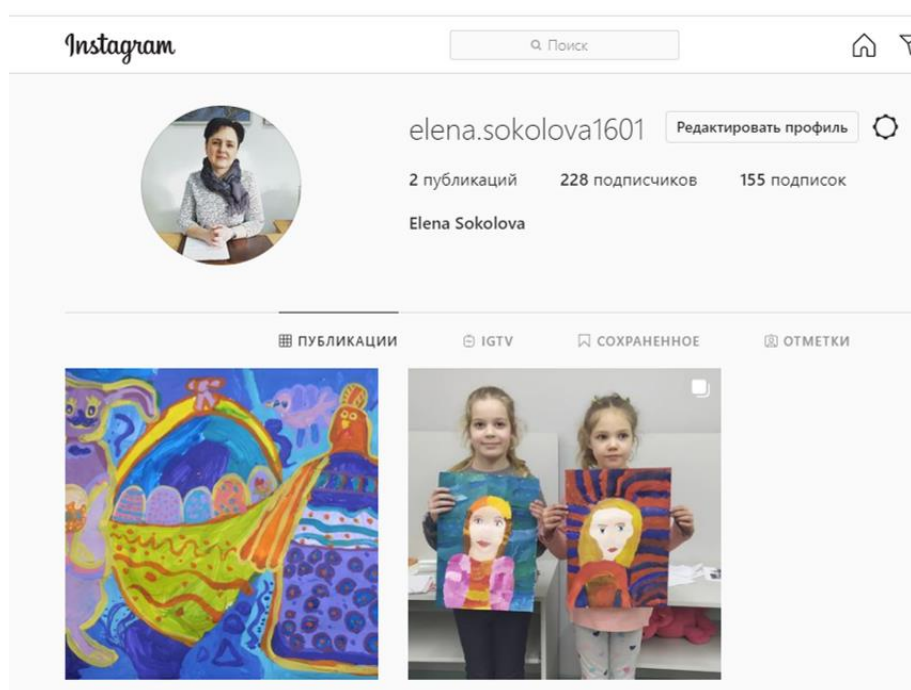 Instagram
Поиск
elena.sokolova1601 Редактировать профиль
2 публикаций 228 подписчиков 155 подписок
Elena Sokolova
ПУБЛИКАЦИИ IGTV СОХРАНЕННОЕ ОТМЕТКИ